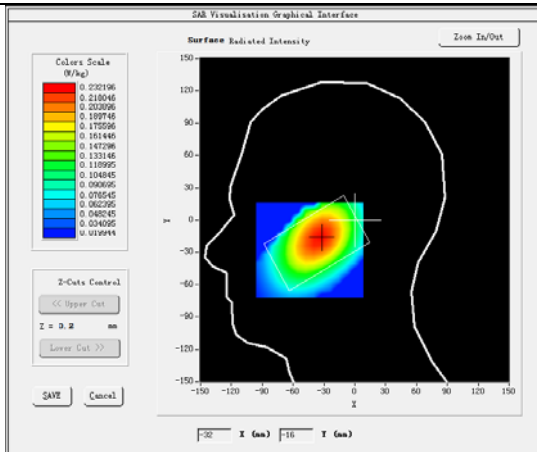 SAR Visualisation Graphical Interface
Surface Radiated Intensity
Zoom In/Out
Colors Scale
(W/kg)
0.232196
0.218046
0.203896
0.189746
0.175596
0.161446
0.147296
0.133146
0.118995
0.104845
0.090695
0.076545
0.062395
0.048245
0.034095
0.019944
150
120
90
60
30
0
-30
-60
-90
-120
-150
Y
-150 -120 -90 -60 -30 0 30 60 90 120 150
X
Z-Cuts Control
<< Upper Cut
Z = 0.2 mm
Lower Cut >>
SAVE Cancel
-32 X (mm) -16 Y (mm)